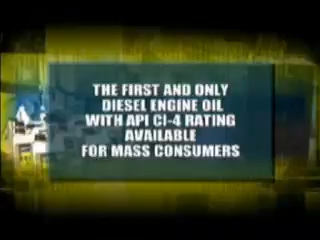 THE FIRST AND ONLY
DIESEL ENGINE OIL
WITH API CI-4 RATING
AVAILABLE
FOR MASS CONSUMERS